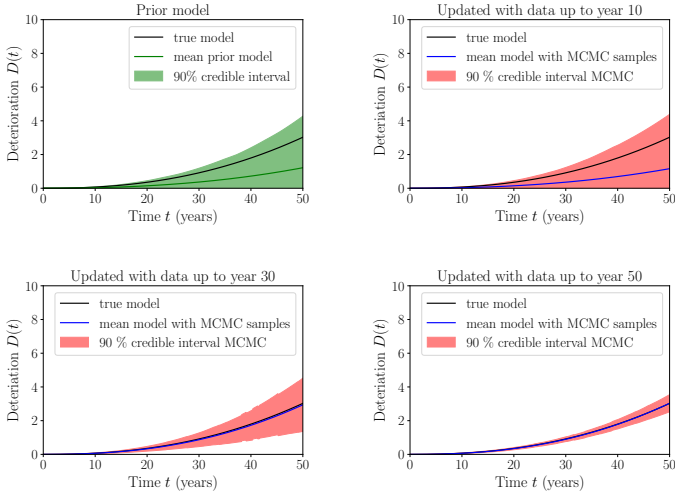 Prior model
10
8
6
4
2
0
0 10 20 30 40 50
Deterioration D(t)
Time t (years)
true model
mean prior model
90% credible interval
Updated with data up to year 10
10
8
6
4
2
0
0 10 20 30 40 50
Deteriation D(t)
Time t (years)
true model
mean model with MCMC samples
90 % credible interval MCMC
Updated with data up to year 30
10
8
6
4
2
0
0 10 20 30 40 50
Deteriation D(t)
Time t (years)
true model
mean model with MCMC samples
90 % credible interval MCMC
Updated with data up to year 50
10
8
6
4
2
0
0 10 20 30 40 50
Deteriation D(t)
Time t (years)
true model
mean model with MCMC samples
90 % credible interval MCMC